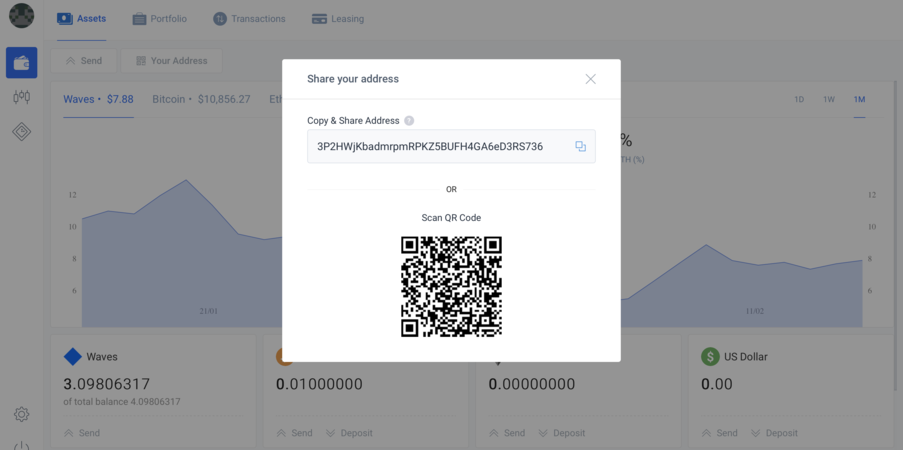 Assets
Portfolio
Transactions
Leasing
Send
Your Address
Waves • $7.88
Bitcoin • $10,856.27
Et
1D
1W
1M
Share your address
Copy & Share Address ?
3P2HWjKbadmrpmRPKZ5BUFH4GA6eD3RS736
OR
Scan QR Code
%
TH (%)
12
10
8
6
21/01
12
10
8
6
11/02
Waves
3.09806317
of total balance 4.09806317
Send
0.01000000
Send
Deposit
0.00000000
Send
Deposit
$ US Dollar
0.00
Send
Deposit